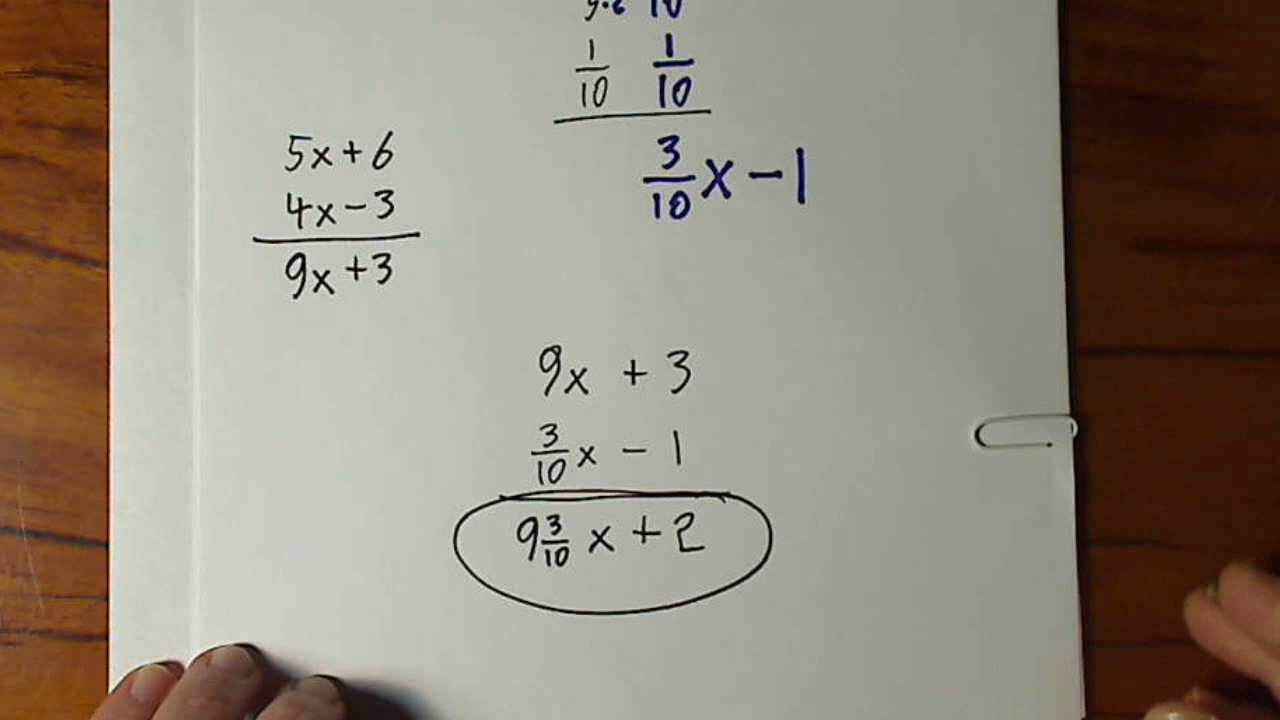 1/10 1/10
3/10 x - 1
5x + 6
4x - 3
9x + 3
9x + 3
3/10 x - 1
9 3/10 x + 2